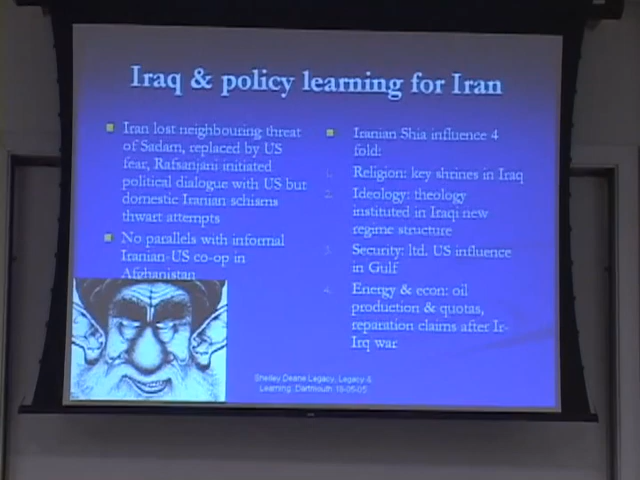 Iraq & policy learning for Iran
Iran lost neighbouring threat
of Sadam, replaced by US
fear, Rafsanjani initiated
political dialogue with US but
domestic Iranian schisms
thwart attempts
No parallels with informal
Iranian-US co-op in
Afghanistan
Iranian Shia influence 4
fold:
1. Religion: key shrines in Iraq
2. Ideology: theology
instituted in Iraqi new
regime structure
3. Security: ltd. US influence
in Gulf
4. Energy & econ: oil
production & quotas,
reparation claims after Ir-
Irq war
Shelley Deane Legacy, Legacy &
Learning. Dartmouth